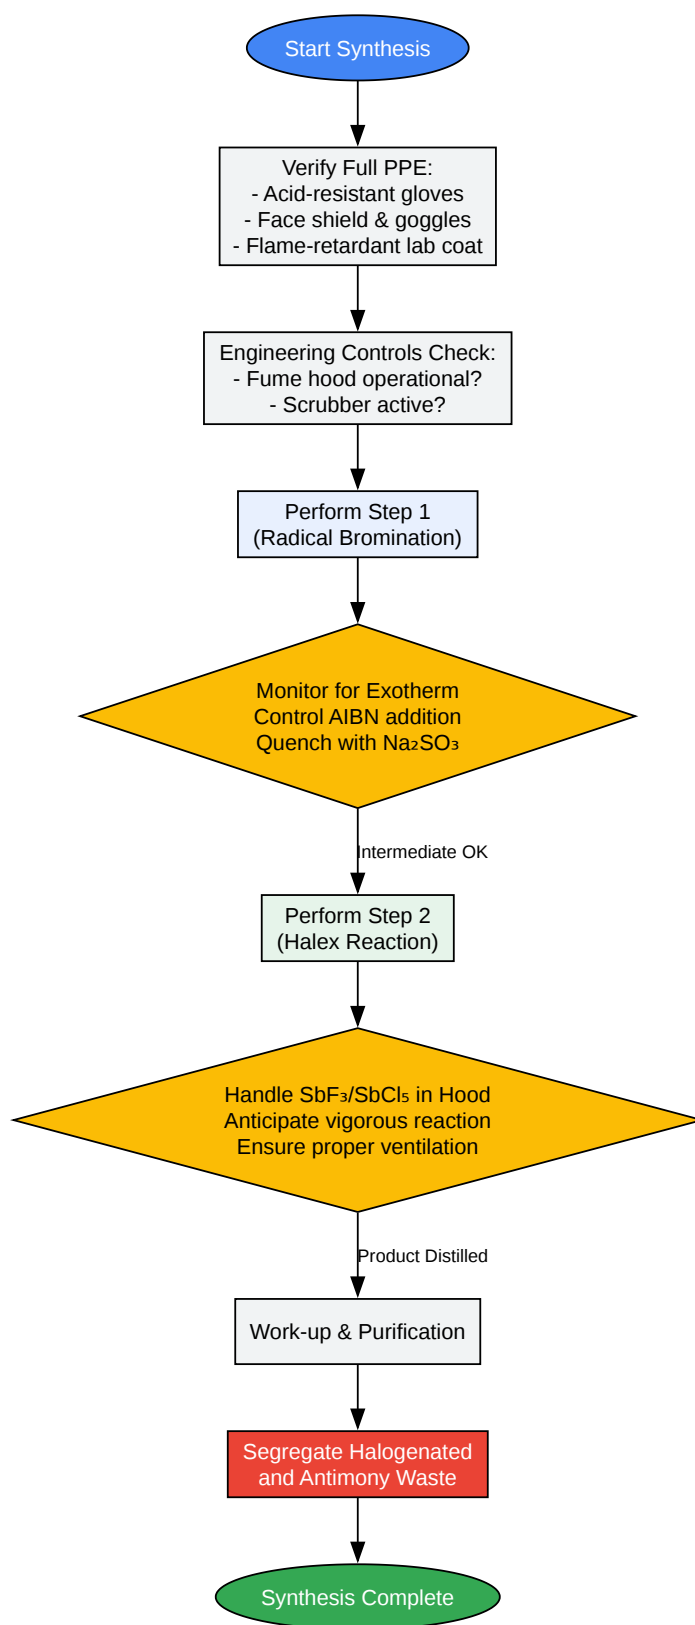 Start Synthesis
Verify Full PPE:
- Acid-resistant gloves
- Face shield & goggles
- Flame-retardant lab coat
Engineering Controls Check:
- Fume hood operational?
- Scrubber active?
Perform Step 1
(Radical Bromination)
Monitor for Exotherm
Control AIBN addition
Quench with Na₂SO₃
Intermediate OK
Perform Step 2
(Halex Reaction)
Handle SbF₃/SbCl₅ in Hood
Anticipate vigorous reaction
Ensure proper ventilation
Product Distilled
Work-up & Purification
Segregate Halogenated
and Antimony Waste
Synthesis Complete